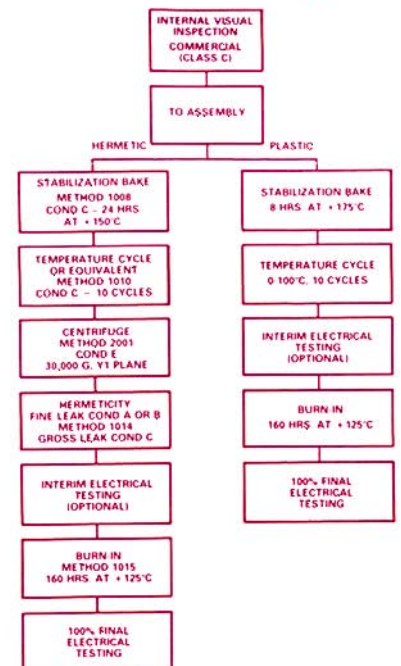 INTERNAL VISUAL
INSPECTION
COMMERCIAL
(CLASS C)
TO ASSEMBLY
HERMETIC
PLASTIC
STABILIZATION BAKE
METHOD 1008
COND C - 24 HRS
AT +150°C
TEMPERATURE CYCLE
OR EQUIVALENT
METHOD 1010
COND C - 10 CYCLES
CENTRIFUGE
METHOD 2001
COND E
30,000 G, Y1 PLANE
HERMETICITY
FINE LEAK COND A OR B
METHOD 1014
GROSS LEAK COND C
INTERIM ELECTRICAL
TESTING
(OPTIONAL)
BURN IN
METHOD 1015
160 HRS AT +125°C
100% FINAL
ELECTRICAL
TESTING
STABILIZATION BAKE
8 HRS AT +175°C
TEMPERATURE CYCLE
0-100°C, 10 CYCLES
INTERIM ELECTRICAL
TESTING
(OPTIONAL)
BURN IN
160 HRS AT +125°C
100% FINAL
ELECTRICAL
TESTING